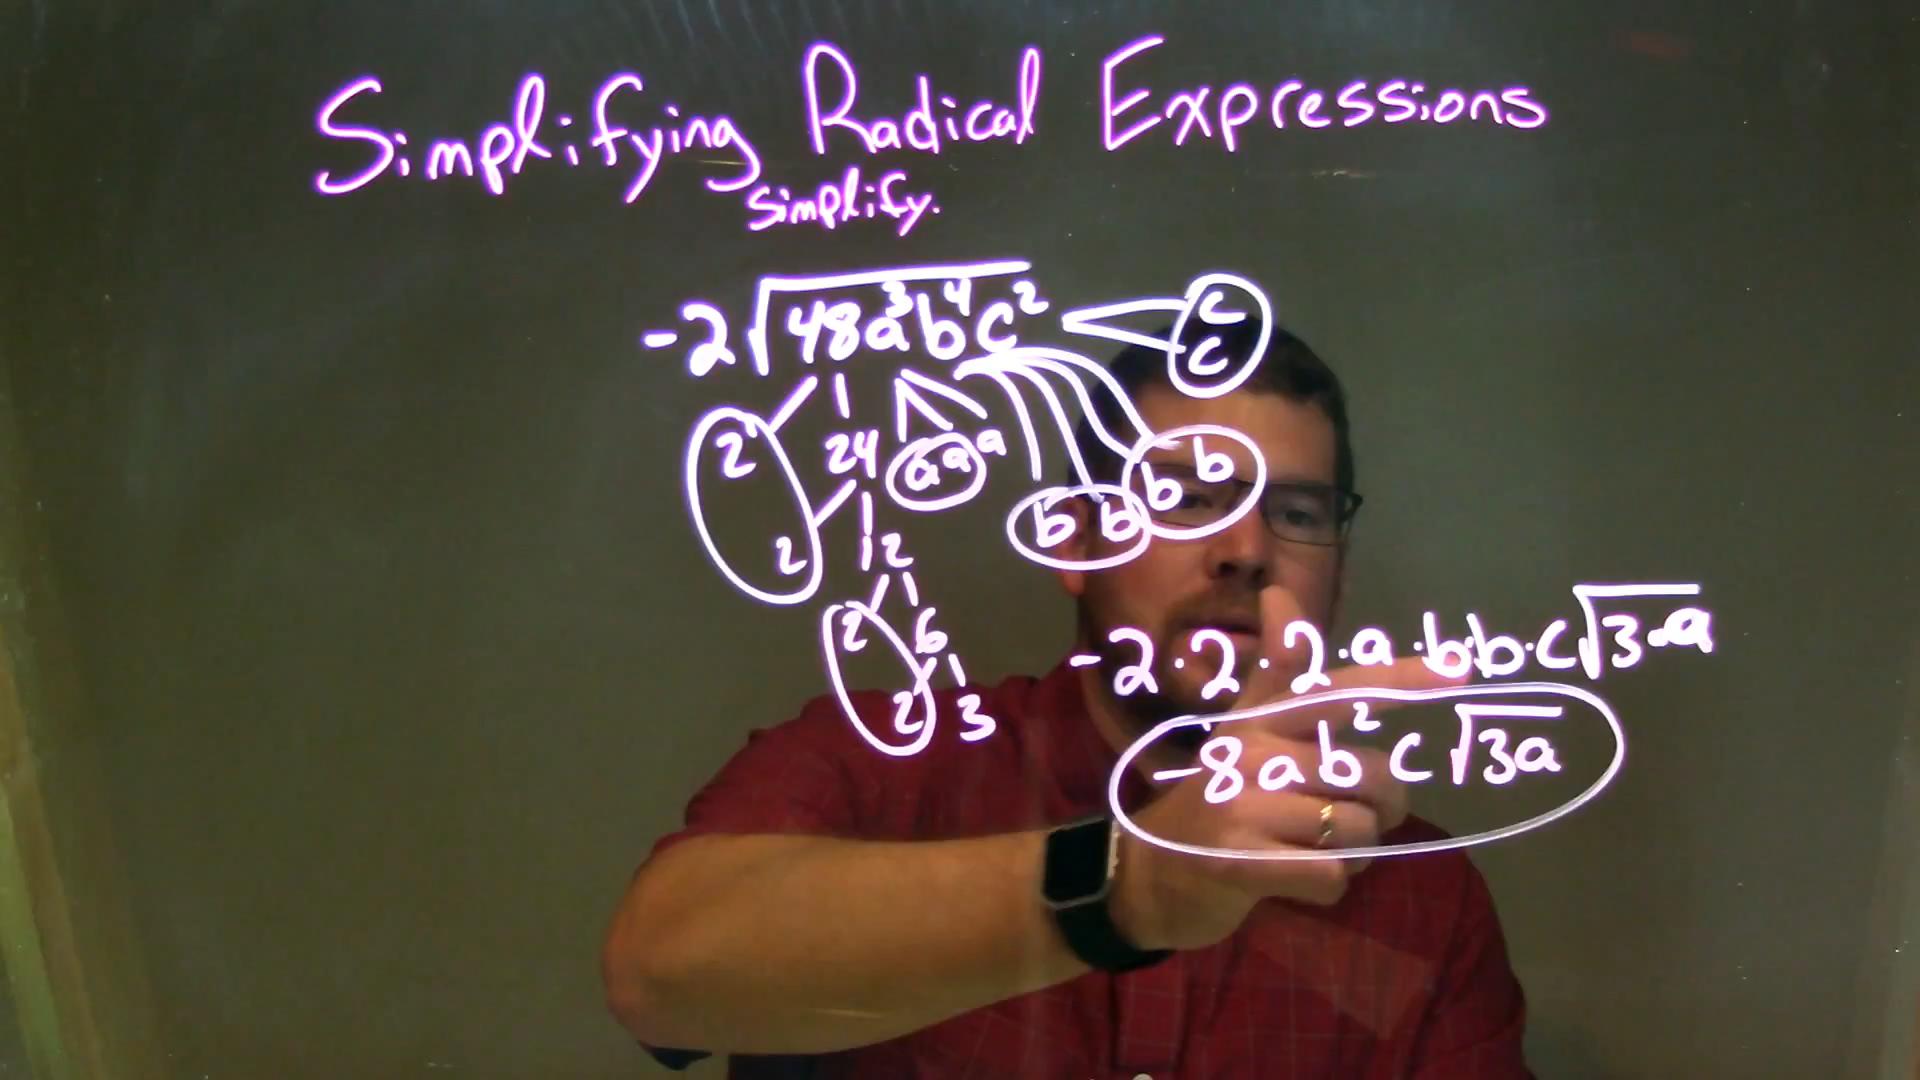 Simplifying Radical Expressions
simplify.
-2√48a³b⁴c²
c
c
2 24 a a a b b
b b
2 12
2 6
2 3
-2·2·2·a·b·b·c√3·a
-8ab²c√3a